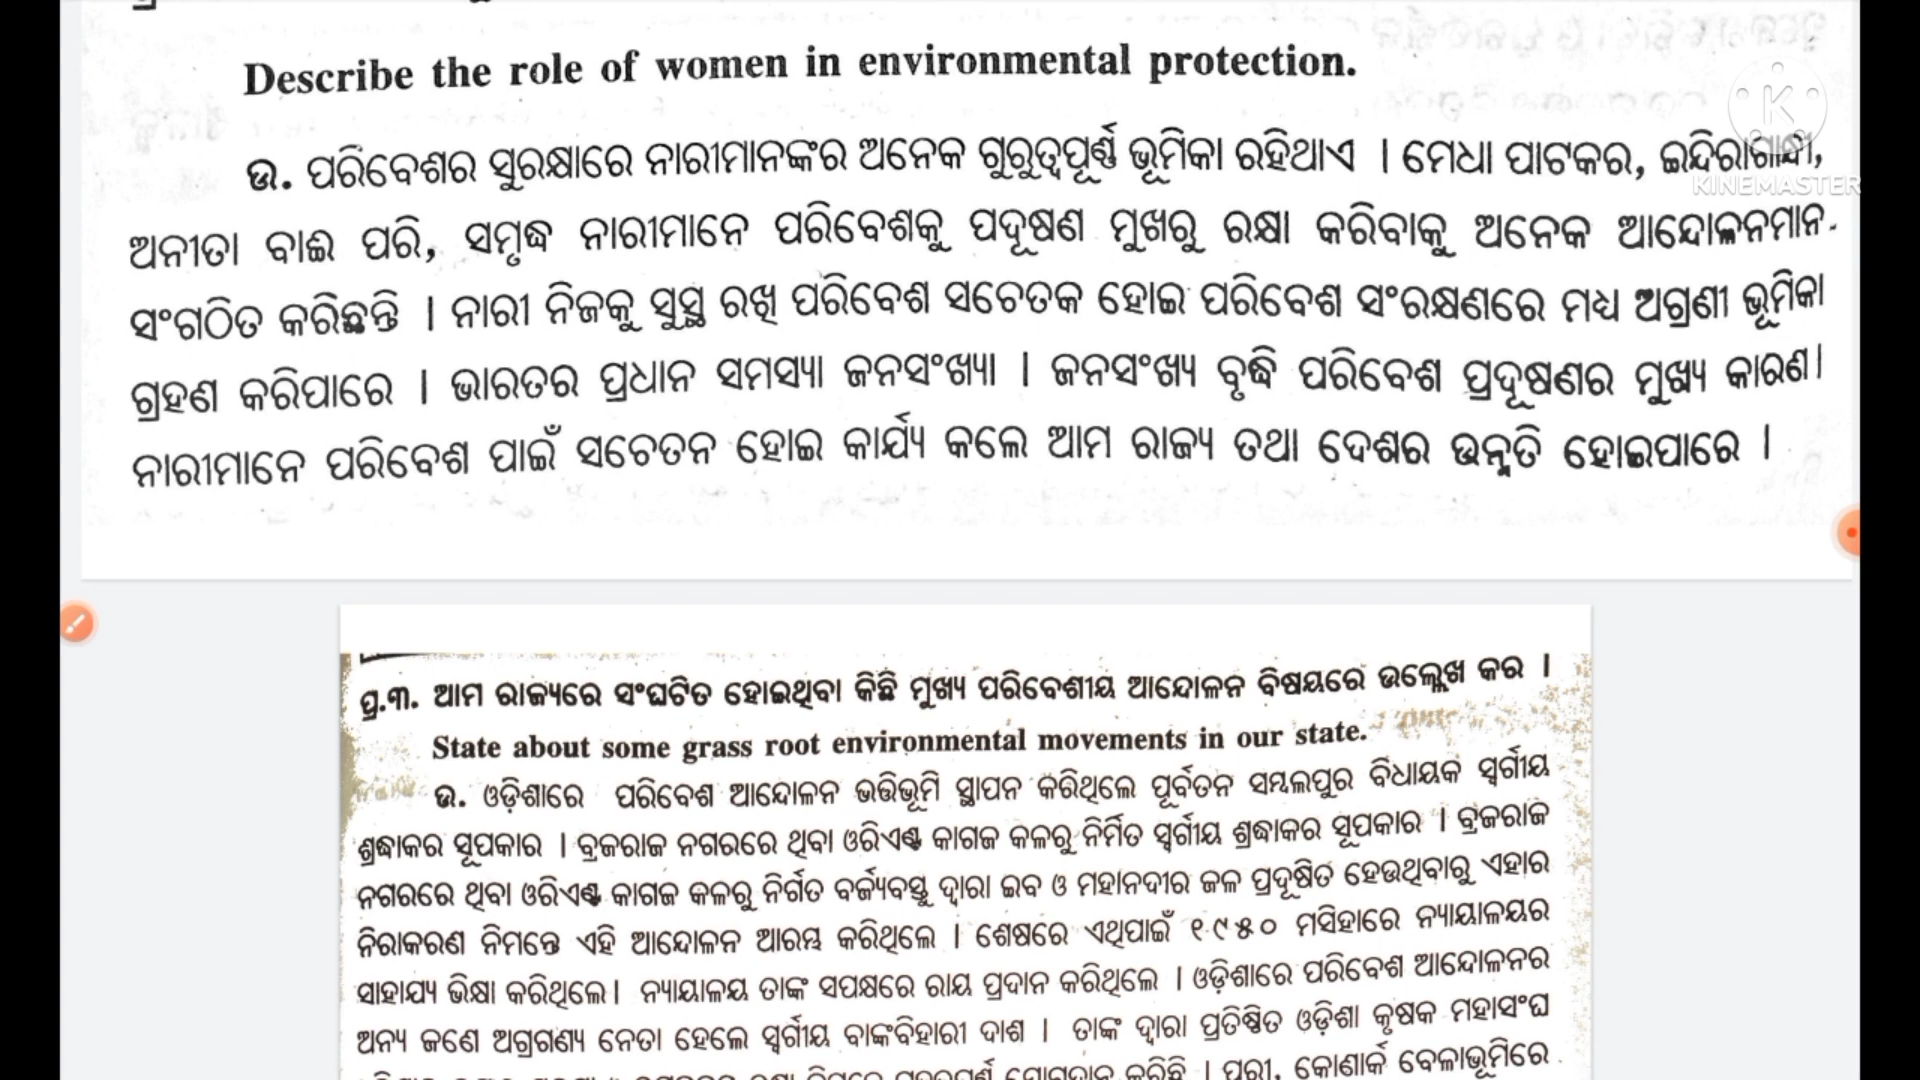 Describe the role of women in environmental protection.
ଉ. ପରିବେଶର ସୁରକ୍ଷାରେ ନାରୀମାନଙ୍କର ଅନେକ ଗୁରୁତ୍ୱପୂର୍ଣ୍ଣ ଭୂମିକା ରହିଥାଏ । ମେଧା ପାଟକର, ଇନ୍ଦିରାଗାନ୍ଧୀ,
KINEMASTER
ଅନୀତା ବାଈ ପରି, ସମୃଦ୍ଧ ନାରୀମାନେ ପରିବେଶକୁ ପଦୂଷଣ ମୁଖରୁ ରକ୍ଷା କରିବାକୁ ଅନେକ ଆନ୍ଦୋଳନମାନ
ସଂଗଠିତ କରିଛନ୍ତି । ନାରୀ ନିଜକୁ ସୁସ୍ଥ ରଖି ପରିବେଶ ସଚେତକ ହୋଇ ପରିବେଶ ସଂରକ୍ଷଣରେ ମଧ୍ୟ ଅଗ୍ରଣୀ ଭୂମିକା
ଗ୍ରହଣ କରିପାରେ । ଭାରତର ପ୍ରଧାନ ସମସ୍ୟା ଜନସଂଖ୍ୟା । ଜନସଂଖ୍ୟ ବୃଦ୍ଧି ପରିବେଶ ପ୍ରଦୂଷଣର ମୁଖ୍ୟ କାରଣ।
ନାରୀମାନେ ପରିବେଶ ପାଇଁ ସଚେତନ ହୋଇ କାର୍ଯ୍ୟ କଲେ ଆମ ରାଜ୍ୟ ତଥା ଦେଶର ଉନ୍ନତି ହୋଇପାରେ ।
ପ୍ର.୩. ଆମ ରାଜ୍ୟରେ ସଂଘଟିତ ହୋଇଥିବା କିଛି ମୁଖ୍ୟ ପରିବେଶୀୟ ଆନ୍ଦୋଳନ ବିଷୟରେ ଉଲ୍ଲେଖ କର ।
State about some grass root environmental movements in our state.
ଉ. ଓଡ଼ିଶାରେ ପରିବେଶ ଆନ୍ଦୋଳନ ଭତ୍ତିଭୂମି ସ୍ଥାପନ କରିଥିଲେ ପୂର୍ବତନ ସମ୍ବଲପୁର ବିଧାୟକ ସ୍ୱର୍ଗୀୟ
ଶ୍ରଦ୍ଧାକର ସୂପକାର । ବ୍ରଜରାଜ ନଗରରେ ଥିବା ଓରିଏଣ୍ଟ କାଗଜ କଳରୁ ନିର୍ମିତ ସ୍ୱର୍ଗୀୟ ଶ୍ରଦ୍ଧାକର ସୂପକାର । ବ୍ରଜରାଜ
ନଗରରେ ଥିବା ଓରିଏଣ୍ଟ କାଗଜ କଳରୁ ନିର୍ଗତ ବର୍ଜ୍ୟବସ୍ତୁ ଦ୍ୱାରା ଇବ ଓ ମହାନଦୀର ଜଳ ପ୍ରଦୂଷିତ ହେଉଥିବାରୁ ଏହାର
ନିରାକରଣ ନିମନ୍ତେ ଏହି ଆନ୍ଦୋଳନ ଆରମ୍ଭ କରିଥିଲେ । ଶେଷରେ ଏଥିପାଇଁ ୧୯୫୦ ମସିହାରେ ନ୍ୟାୟାଳୟର
ସାହାଯ୍ୟ ଭିକ୍ଷା କରିଥିଲେ। ନ୍ୟାୟାଳୟ ତାଙ୍କ ସପକ୍ଷରେ ରାୟ ପ୍ରଦାନ କରିଥିଲେ । ଓଡ଼ିଶାରେ ପରିବେଶ ଆନ୍ଦୋଳନର
ଅନ୍ୟ ଜଣେ ଅଗ୍ରଗଣ୍ୟ ନେତା ହେଲେ ସ୍ୱର୍ଗୀୟ ବାଙ୍କବିହାରୀ ଦାଶ । ତାଙ୍କ ଦ୍ୱାରା ପ୍ରତିଷ୍ଠିତ ଓଡ଼ିଶା କୃଷକ ମହାସଂଘ
କରିଛି । ପୁରୀ, କୋଣାର୍କ ବେଳାଭୂମିରେ